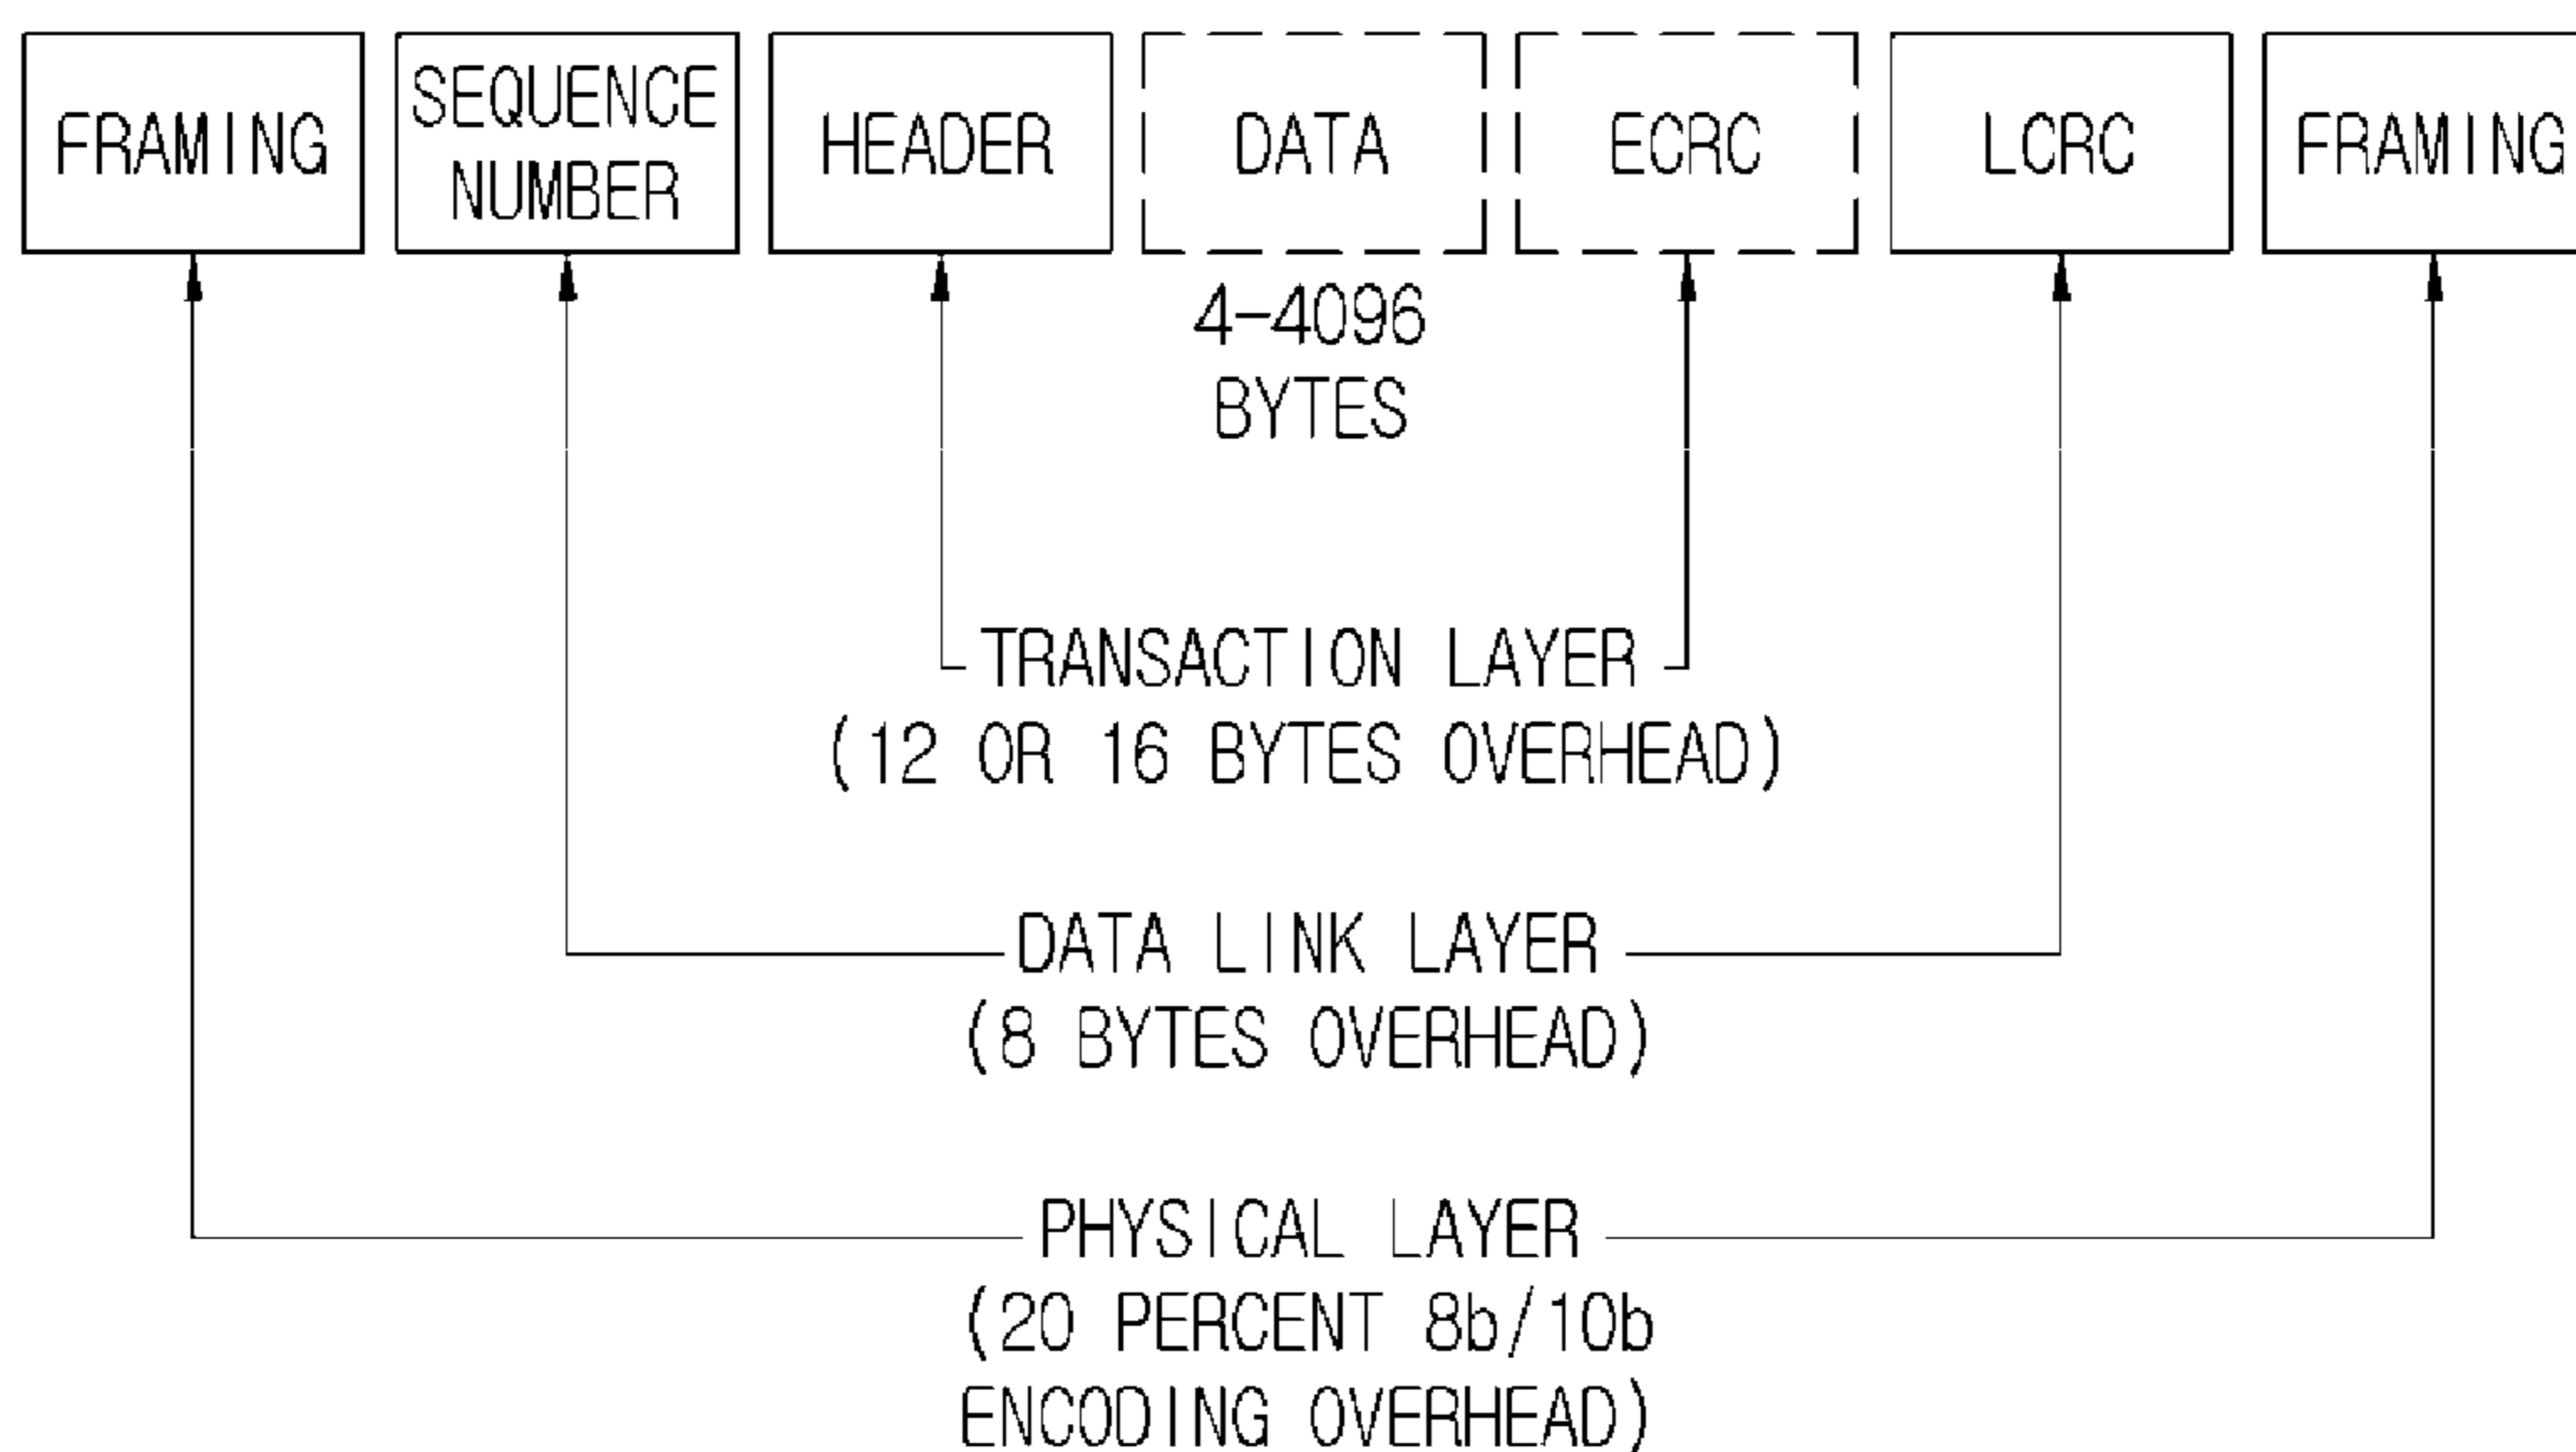 FRAMING
SEQUENCE
NUMBER
HEADER
DATA
ECRC
LCRC
FRAMING
4-4096
BYTES
TRANSACTION LAYER
(12 OR 16 BYTES OVERHEAD)
DATA LINK LAYER
(8 BYTES OVERHEAD)
PHYSICAL LAYER
(20 PERCENT 8b/10b
ENCODING OVERHEAD)